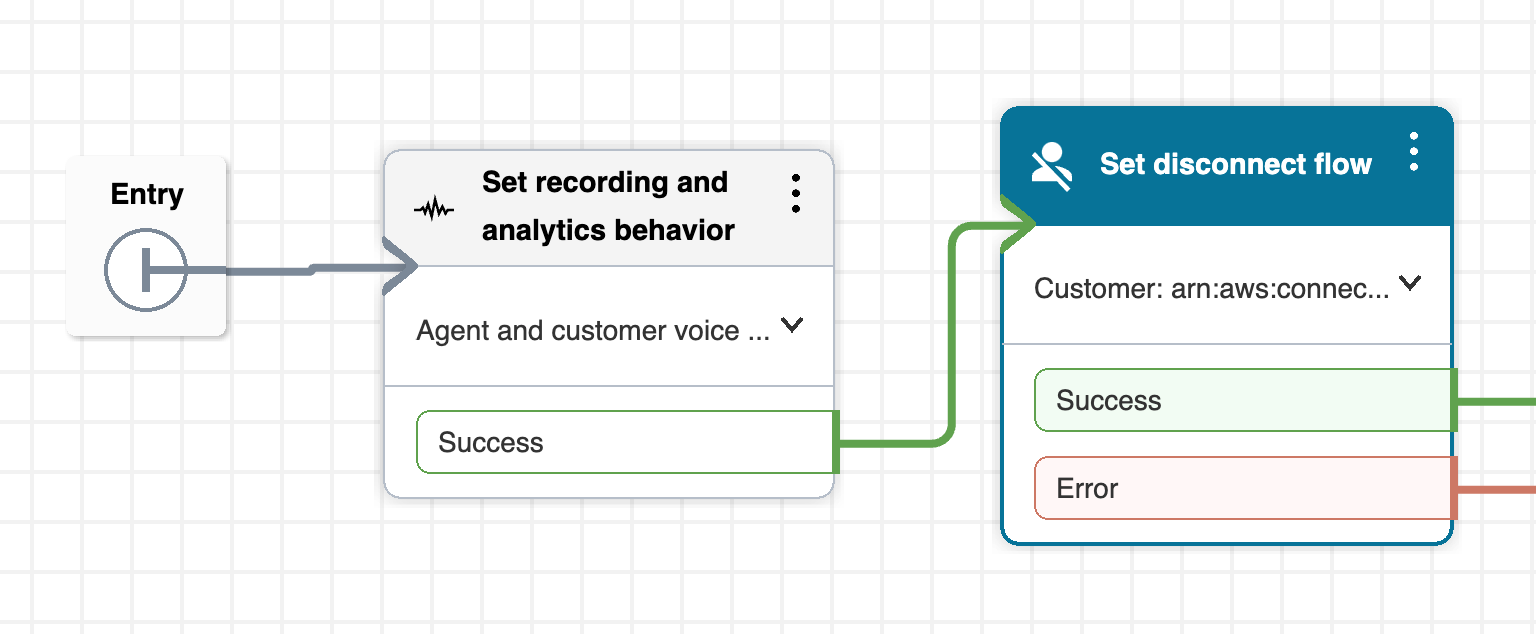 Entry
Set recording and
analytics behavior
Agent and customer voice ...
Success
Set disconnect flow
Customer: arn:aws:connec...
Success
Error